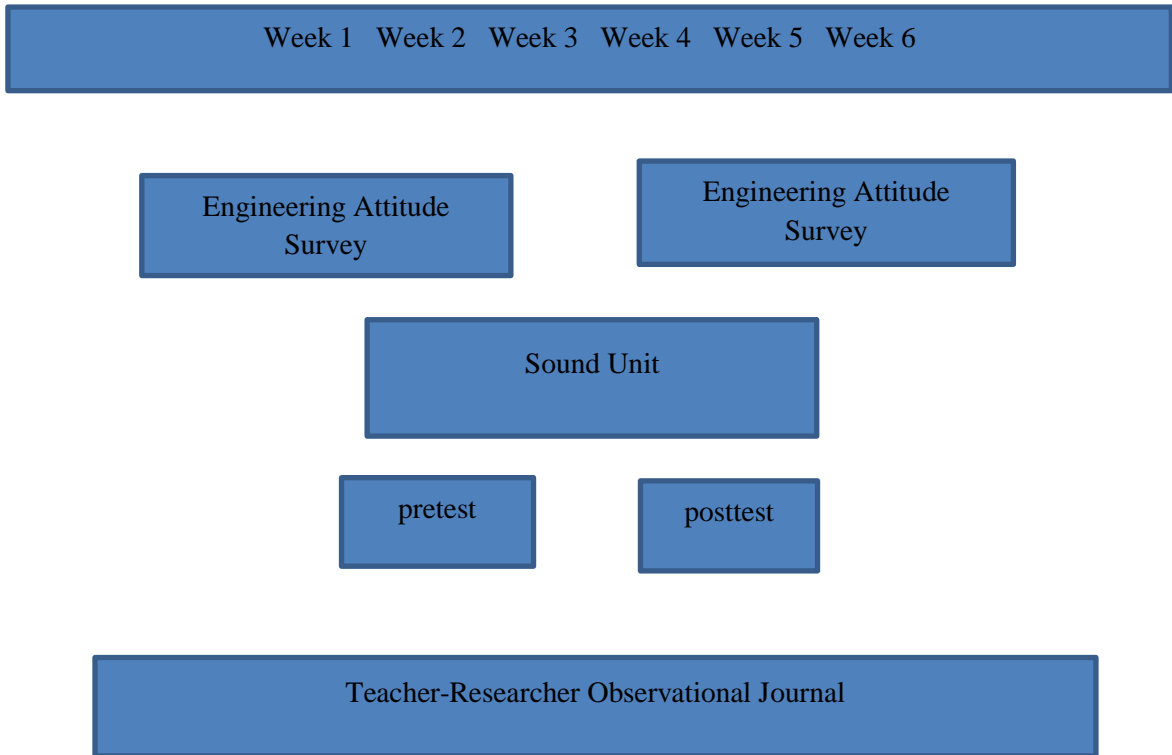 Week 1 Week 2 Week 3 Week 4 Week 5 Week 6
Engineering Attitude
Survey
Engineering Attitude
Survey
Sound Unit
pretest
posttest
Teacher-Researcher Observational Journal